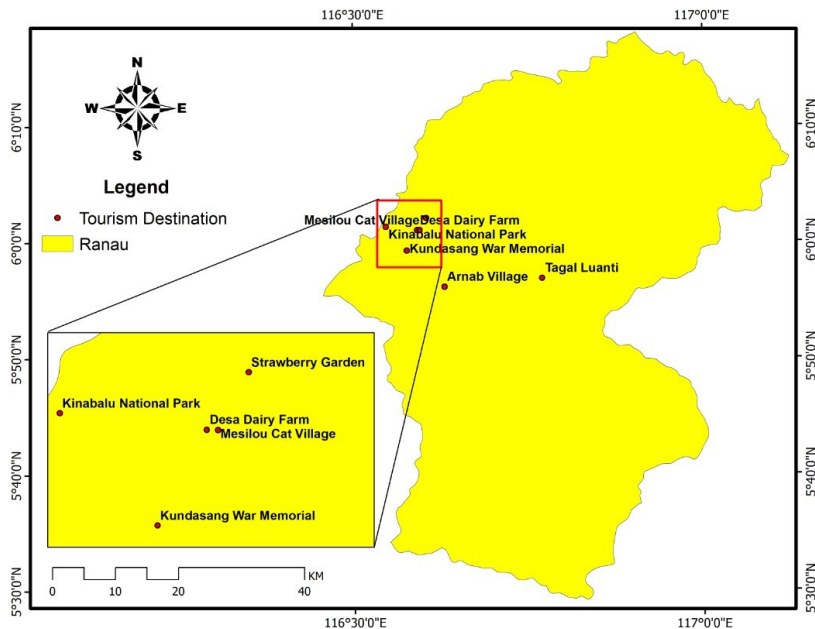 116°30'0"E
117°0'0"E
N
W
E
S
Legend
Tourism Destination
Ranau
6°10'0"N
6°0'0"N
5°50'0"N
5°40'0"N
5°30'0"N
6°10'0"N
6°0'0"N
5°50'0"N
5°40'0"N
5°30'0"N
Mesilou Cat Village
Desa Dairy Farm
Kinabalu National Park
Kundasang War Memorial
Arnab Village
Tagal Luanti
Strawberry Garden
Kinabalu National Park
Desa Dairy Farm
Mesilou Cat Village
Kundasang War Memorial
0 10 20 40 KM
116°30'0"E
117°0'0"E